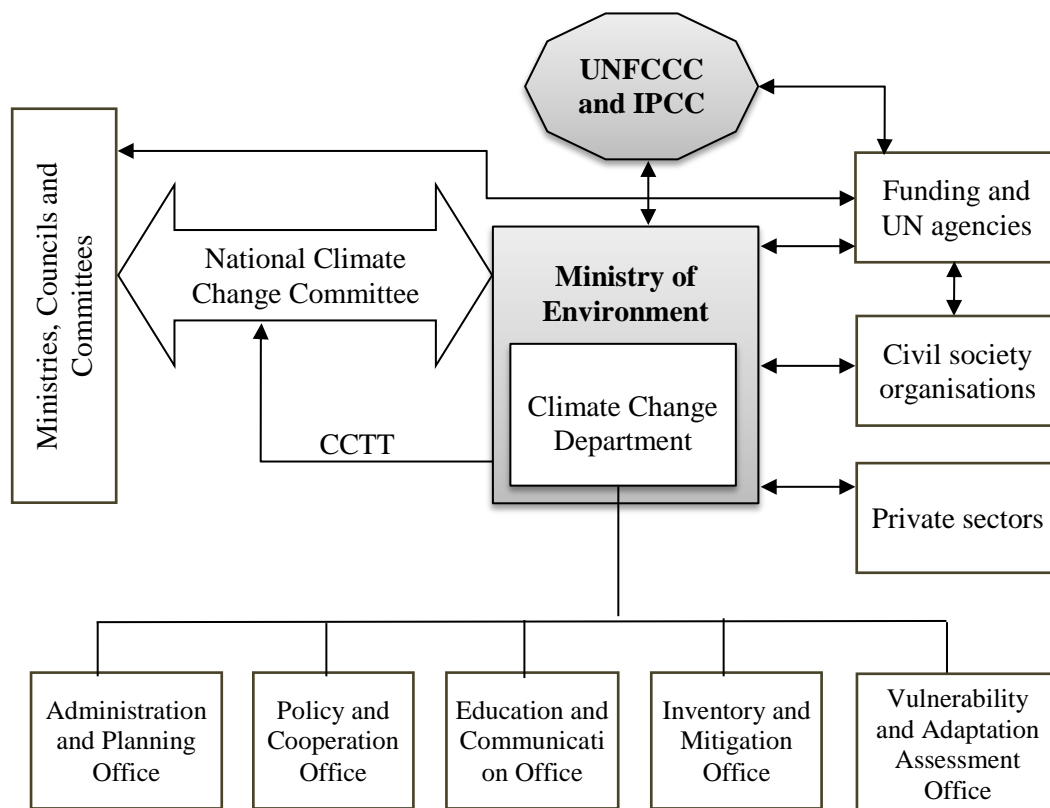 UNFCCC
and IPCC
Ministries, Councils and
Committees
Funding and
UN agencies
National Climate
Change Committee
Ministry of
Environment
Climate Change
Department
Civil society
organisations
CCTT
Private sectors
Administration
and Planning
Office
Policy and
Cooperation
Office
Education and
Communicati
on Office
Inventory and
Mitigation
Office
Vulnerability
and Adaptation
Assessment
Office